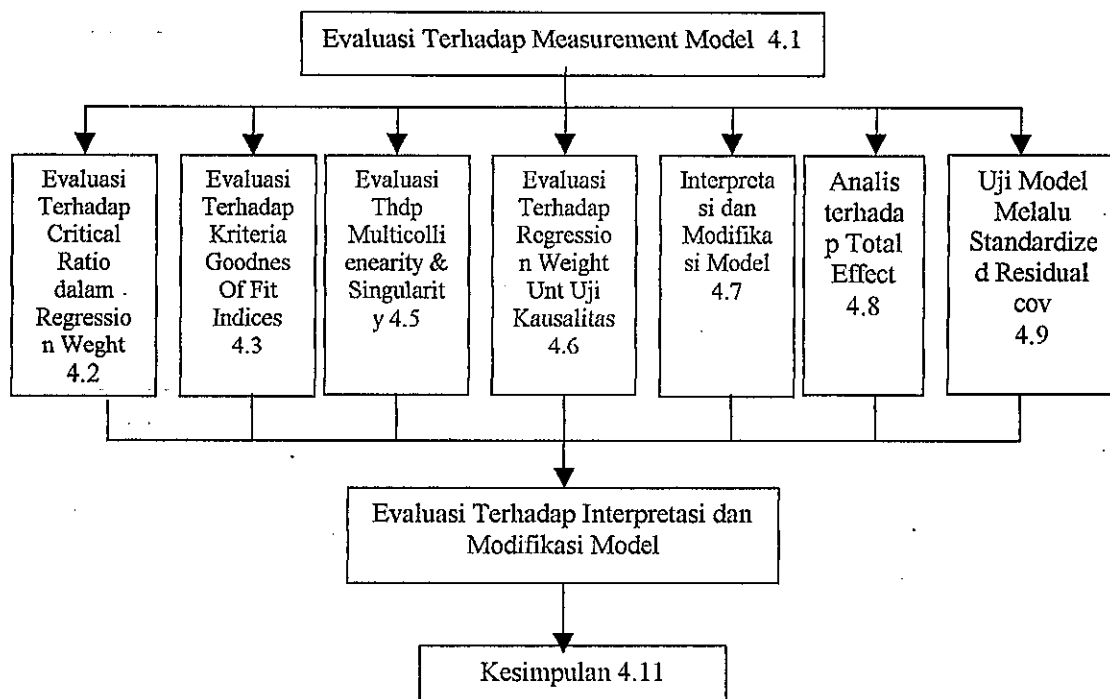 Evaluasi Terhadap Measurement Model 4.1
Evaluasi
Terhadap
Critical
Ratio
dalam
Regressio
n Weght
4.2
Evaluasi
Terhadap
Kriteria
Goodnes
Of Fit
Indices
4.3
Evaluasi
Thdp
Multicolli
enearity &
Singularit
y 4.5
Evaluasi
Terhadap
Regressio
n Weight
Unt Uji
Kausalitas
4.6
Interpreta
si dan
Modifika
si Model
4.7
Analis
terhada
p Total
Effect
4.8
Uji Model
Melalu
Standardize
d Residual
cov
4.9
Evaluasi Terhadap Interpretasi dan
Modifikasi Model
Kesimpulan 4.11